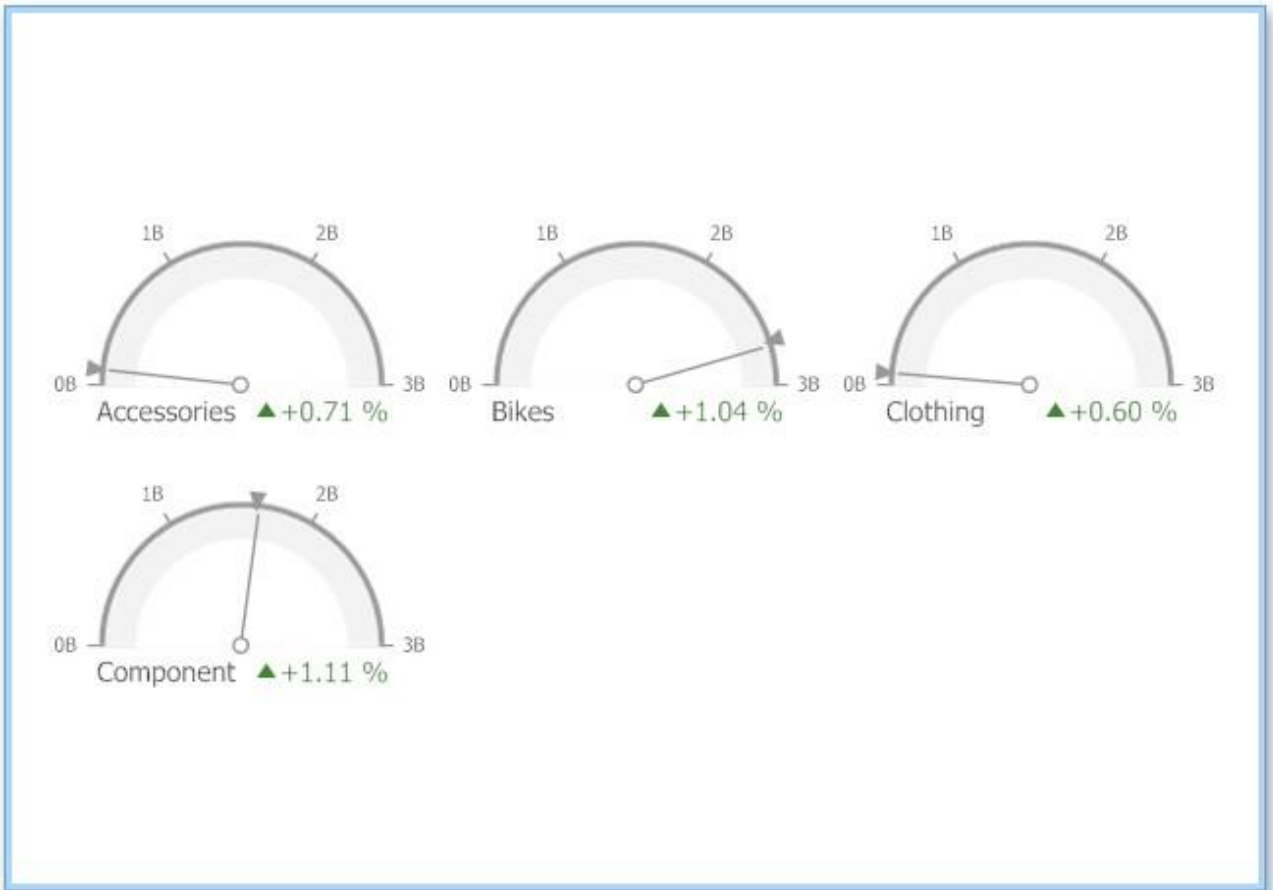 1B 2B
0B 3B
Accessories ▲+0.71 %
1B 2B
0B 3B
Bikes ▲+1.04 %
1B 2B
0B 3B
Clothing ▲+0.60 %
1B 2B
0B 3B
Component ▲+1.11 %